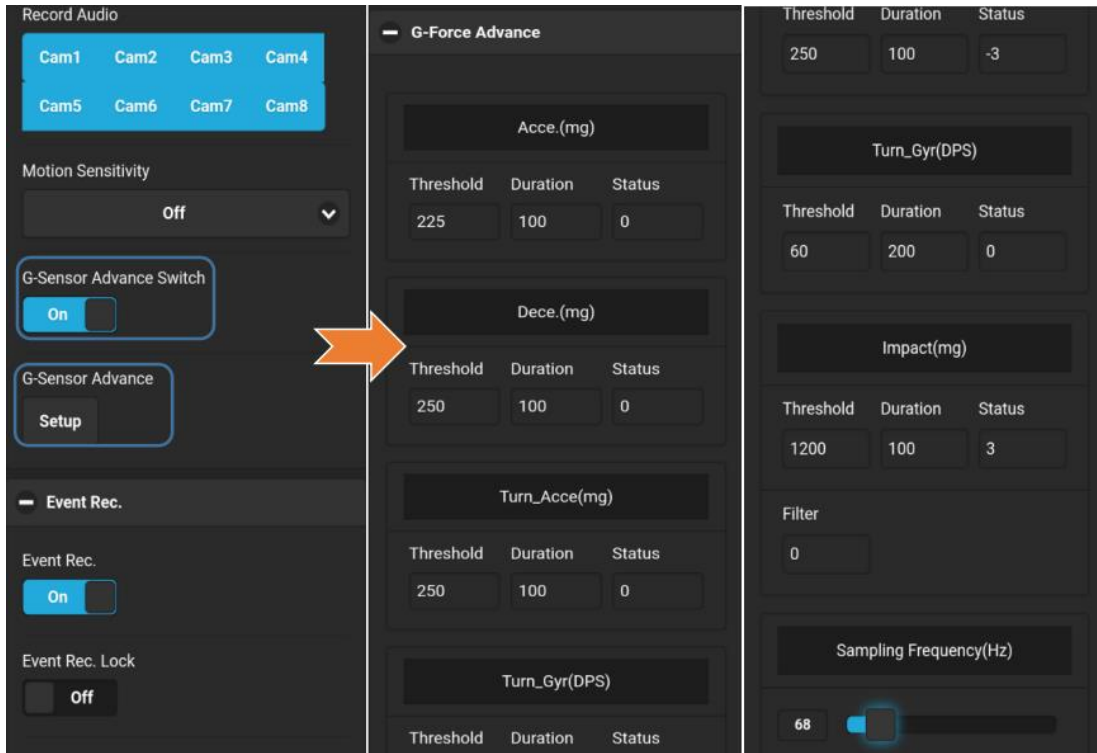 Record Audio
Cam1 Cam2 Cam3 Cam4
Cam5 Cam6 Cam7 Cam8
Motion Sensitivity
Off
G-Sensor Advance Switch
On
G-Sensor Advance
Setup
Event Rec.
Event Rec.
On
Event Rec. Lock
Off
G-Force Advance
Acce.(mg)
Threshold Duration Status
225 100 0
Dece.(mg)
Threshold Duration Status
250 100 0
Turn_Acce(mg)
Threshold Duration Status
250 100 0
Turn_Gyr(DPS)
Threshold Duration Status
Threshold Duration Status
250 100 -3
Turn_Gyr(DPS)
Threshold Duration Status
60 200 0
Impact(mg)
Threshold Duration Status
1200 100 3
Filter
0
Sampling Frequency(Hz)
68